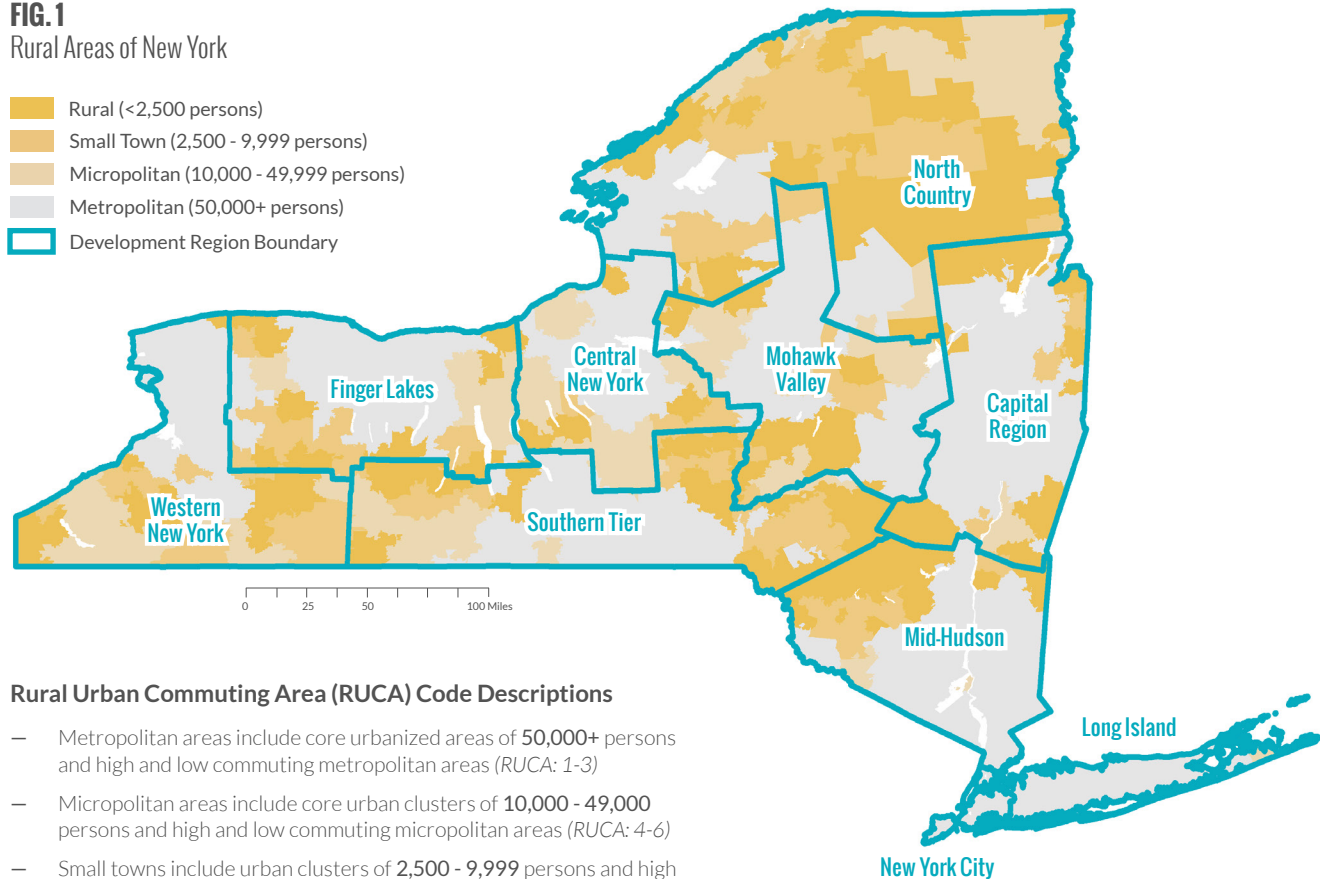 FIG.1
Rural Areas of New York
Rural (<2,500 persons)
Small Town (2,500 - 9,999 persons)
Micropolitan (10,000 - 49,999 persons)
Metropolitan (50,000+ persons)
Development Region Boundary
North
Country
Central
New York
Mohawk
Valley
Finger Lakes
Capital
Region
Western
New York
Southern Tier
0 25 50 100 Miles
Mid-Hudson
Long Island
New York City
Rural Urban Commuting Area (RUCA) Code Descriptions
— Metropolitan areas include core urbanized areas of 50,000+ persons
and high and low commuting metropolitan areas (RUCA: 1-3)
— Micropolitan areas include core urban clusters of 10,000 - 49,000
persons and high and low commuting micropolitan areas (RUCA: 4-6)
— Small towns include urban clusters of 2,500 - 9,999 persons and high